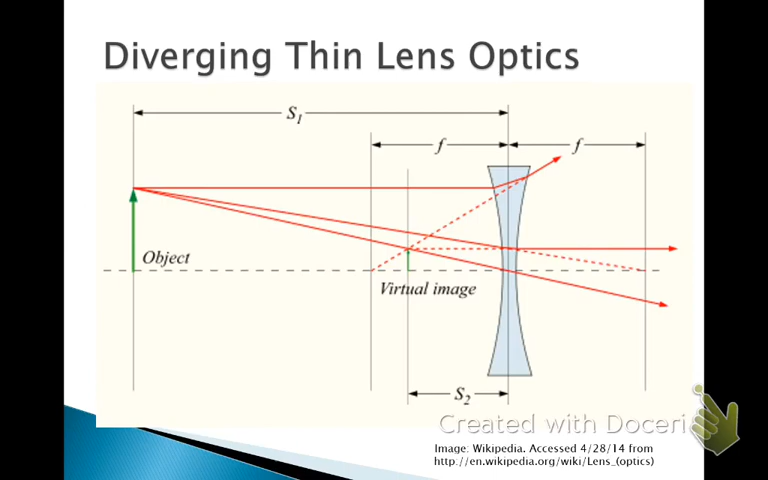 Diverging Thin Lens Optics
S1
f
f
Object
Virtual image
S2
Created with Doceri
Image: Wikipedia. Accessed 4/28/14 from
http://en.wikipedia.org/wiki/Lens_(optics)